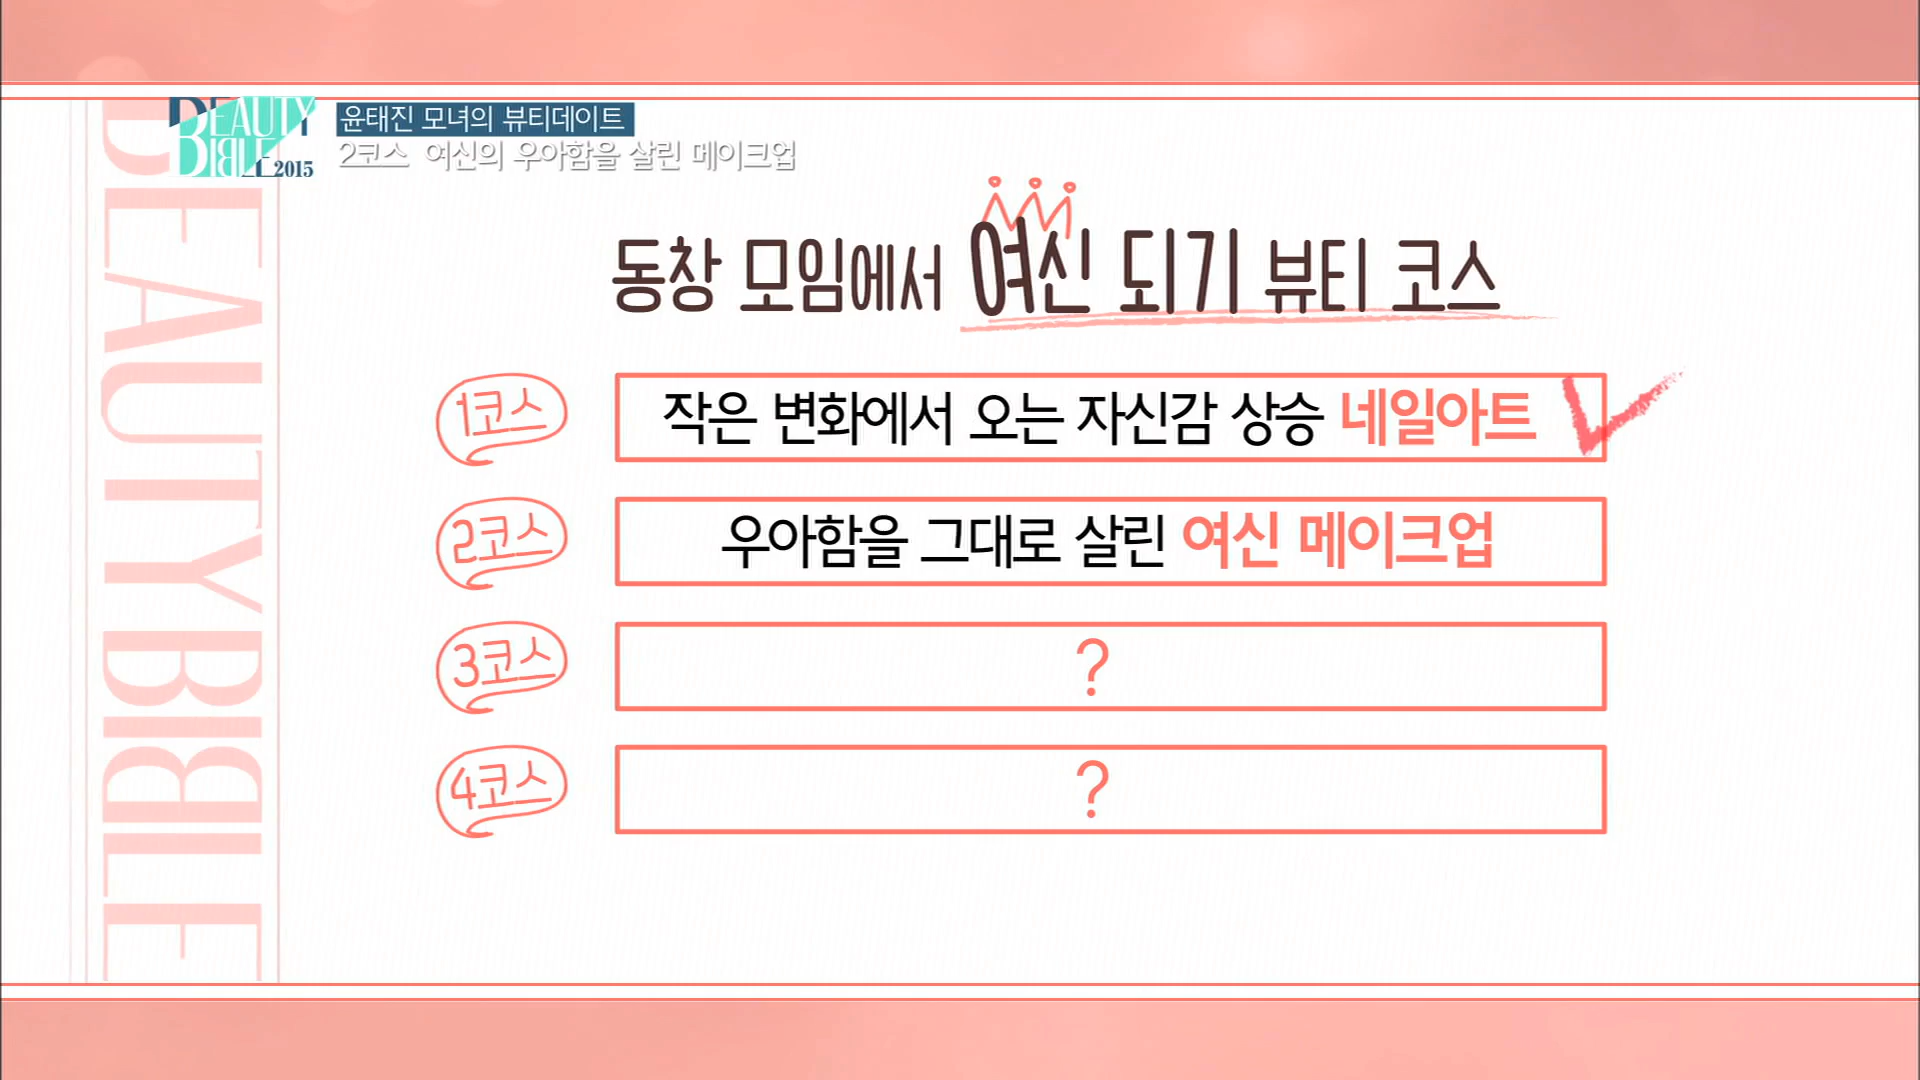 BEAUTY BIBLE
BEAUTY
BIBLE
2015
윤태진 모녀의 뷰티데이트
2코스 여신의 우아함을 살린 메이크업
동창 모임에서 여신 되기 뷰티 코스
1코스
작은 변화에서 오는 자신감 상승 네일아트
2코스
우아함을 그대로 살린 여신 메이크업
3코스
?
4코스
?